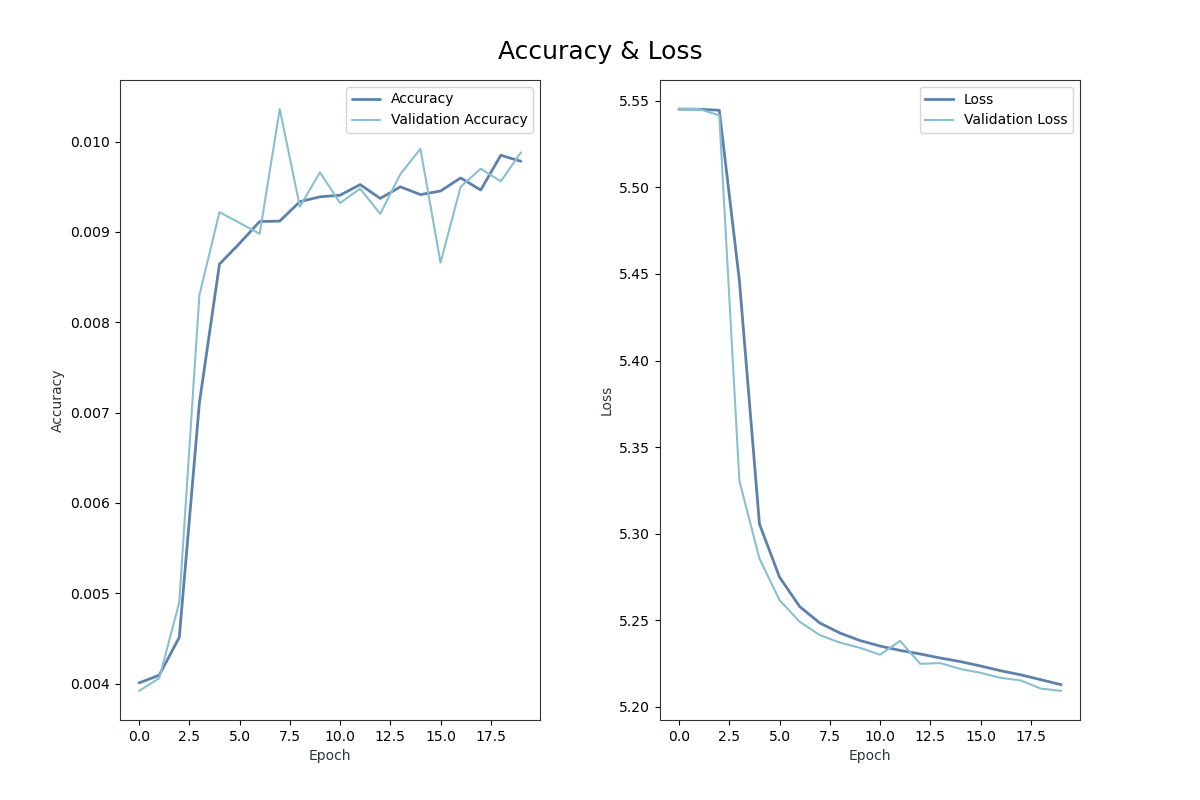 Accuracy & Loss
Accuracy
Validation Accuracy
0.010
0.009
0.008
0.007
0.006
0.005
0.004
Accuracy
0.0 2.5 5.0 7.5 10.0 12.5 15.0 17.5
Epoch
Loss
Validation Loss
5.55
5.50
5.45
5.40
5.35
5.30
5.25
5.20
Loss
0.0 2.5 5.0 7.5 10.0 12.5 15.0 17.5
Epoch